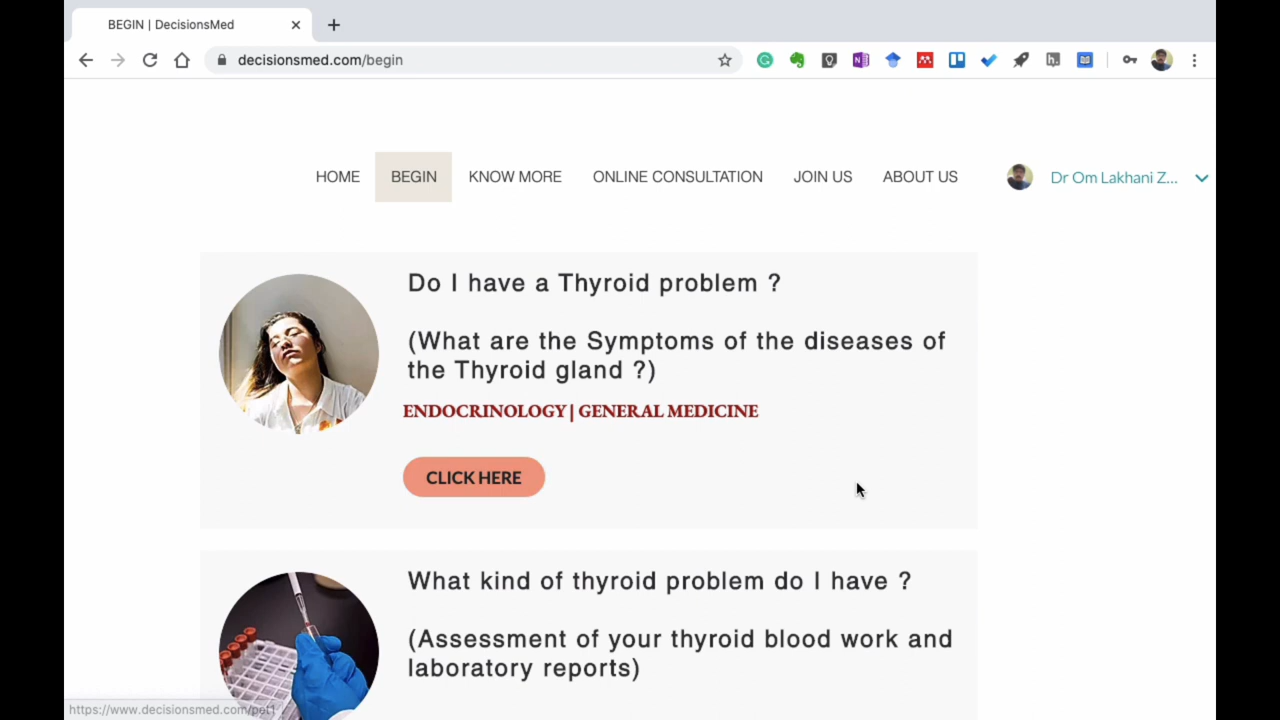 BEGIN | DecisionsMed
decisionsmed.com/begin
HOME
BEGIN
KNOW MORE
ONLINE CONSULTATION
JOIN US
ABOUT US
Dr Om Lakhani Z...
Do I have a Thyroid problem ?
(What are the Symptoms of the diseases of
the Thyroid gland ?)
ENDOCRINOLOGY | GENERAL MEDICINE
CLICK HERE
What kind of thyroid problem do I have ?
(Assessment of your thyroid blood work and
laboratory reports)
https://www.decisionsmed.com/pet1